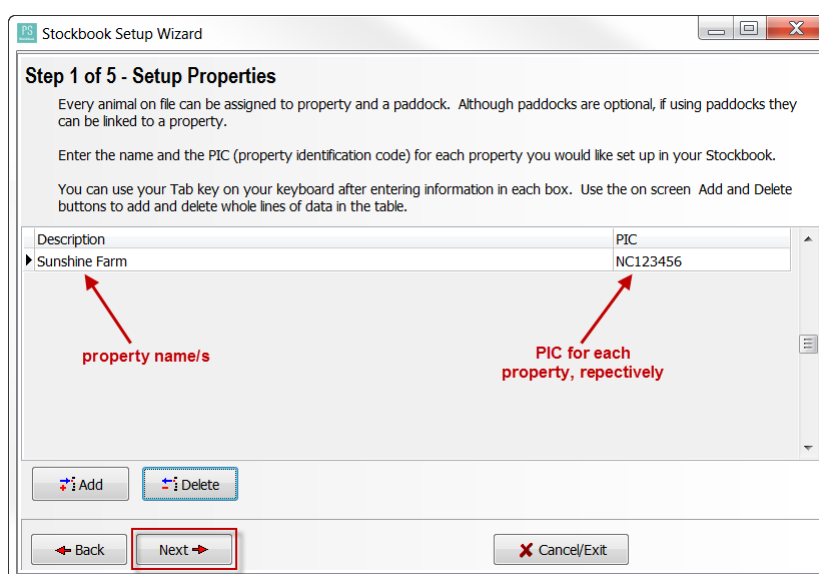 PS
Stockbook Setup Wizard
Step 1 of 5 - Setup Properties
Every animal on file can be assigned to property and a paddock. Although paddocks are optional, if using paddocks they
can be linked to a property.
Enter the name and the PIC (property identification code) for each property you would like set up in your Stockbook.
You can use your Tab key on your keyboard after entering information in each box. Use the on screen Add and Delete
buttons to add and delete whole lines of data in the table.
Description PIC
Sunshine Farm NC123456
property name/s
PIC for each
property, repectively
Add Delete
Back Next Cancel/Exit